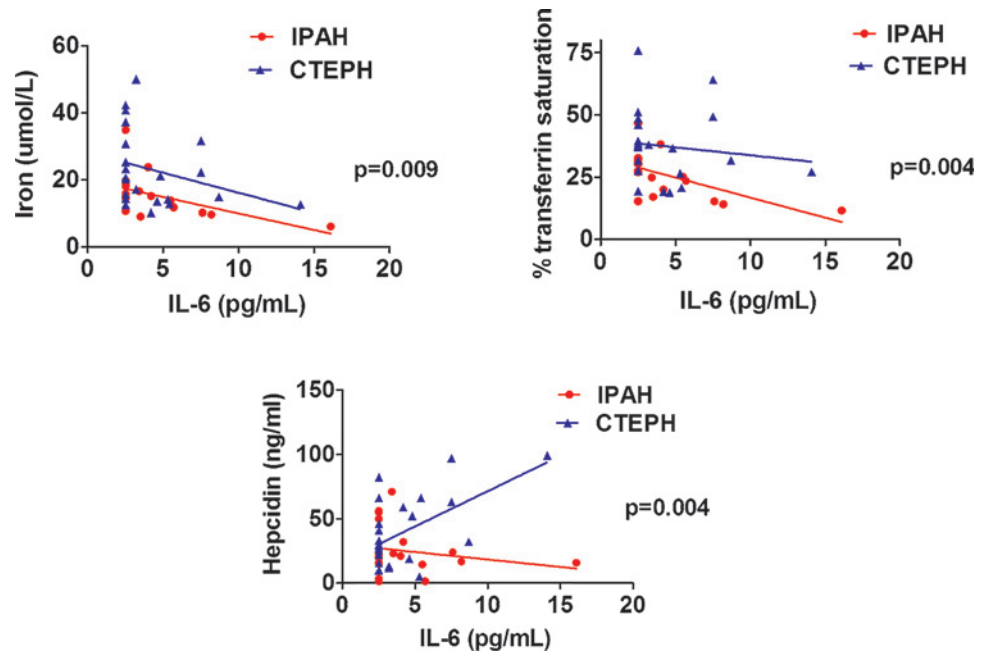 IPAH
CTEPH
Iron (umol/L)
60
40
20
0
0 5 10 15 20
IL-6 (pg/mL)
p=0.009
IPAH
CTEPH
% transferrin saturation
75
50
25
0
0 5 10 15 20
IL-6 (pg/mL)
p=0.004
IPAH
CTEPH
Hepcidin (ng/ml)
150
100
50
0
0 5 10 15 20
IL-6 (pg/mL)
p=0.004